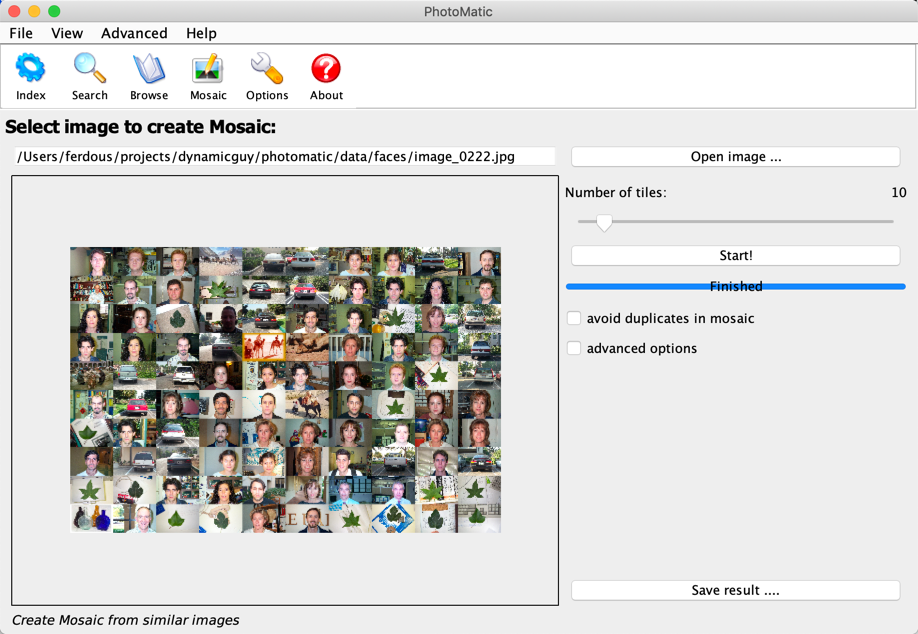 PhotoMatic
File View Advanced Help
Index Search Browse Mosaic Options About
Select image to create Mosaic:
/Users/ferdous/projects/dynamicguy/photomatic/data/faces/image_0222.jpg
Open image ...
Number of tiles: 10
Start!
Finished
avoid duplicates in mosaic
advanced options
Save result ....
Create Mosaic from similar images